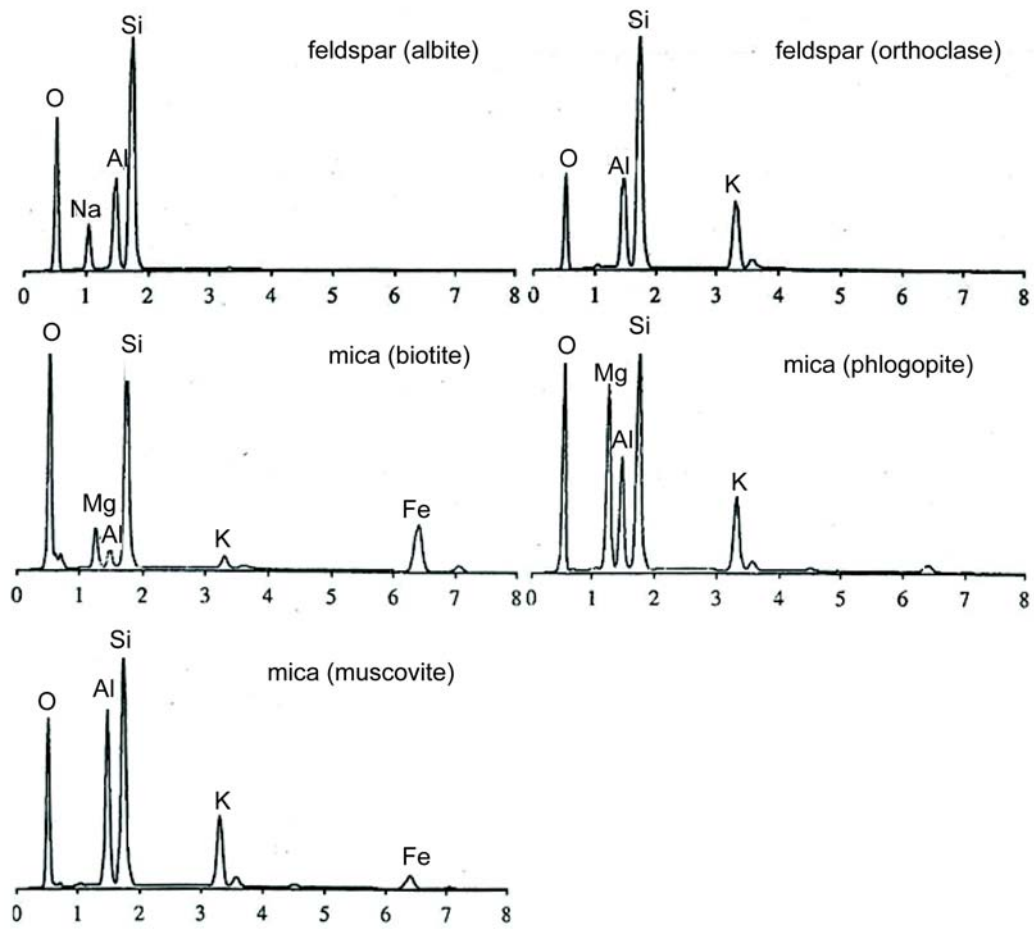 Si
feldspar (albite)
O
Al
Na
0 1 2 3 4 5 6 7 8
Si
feldspar (orthoclase)
O
Al
K
0 1 2 3 4 5 6 7 8
O
Si
mica (biotite)
Mg
Al
K
Fe
0 1 2 3 4 5 6 7 8
Si
O
mica (phlogopite)
Mg
Al
K
0 1 2 3 4 5 6 7 8
Si
mica (muscovite)
O
Al
K
Fe
0 1 2 3 4 5 6 7 8